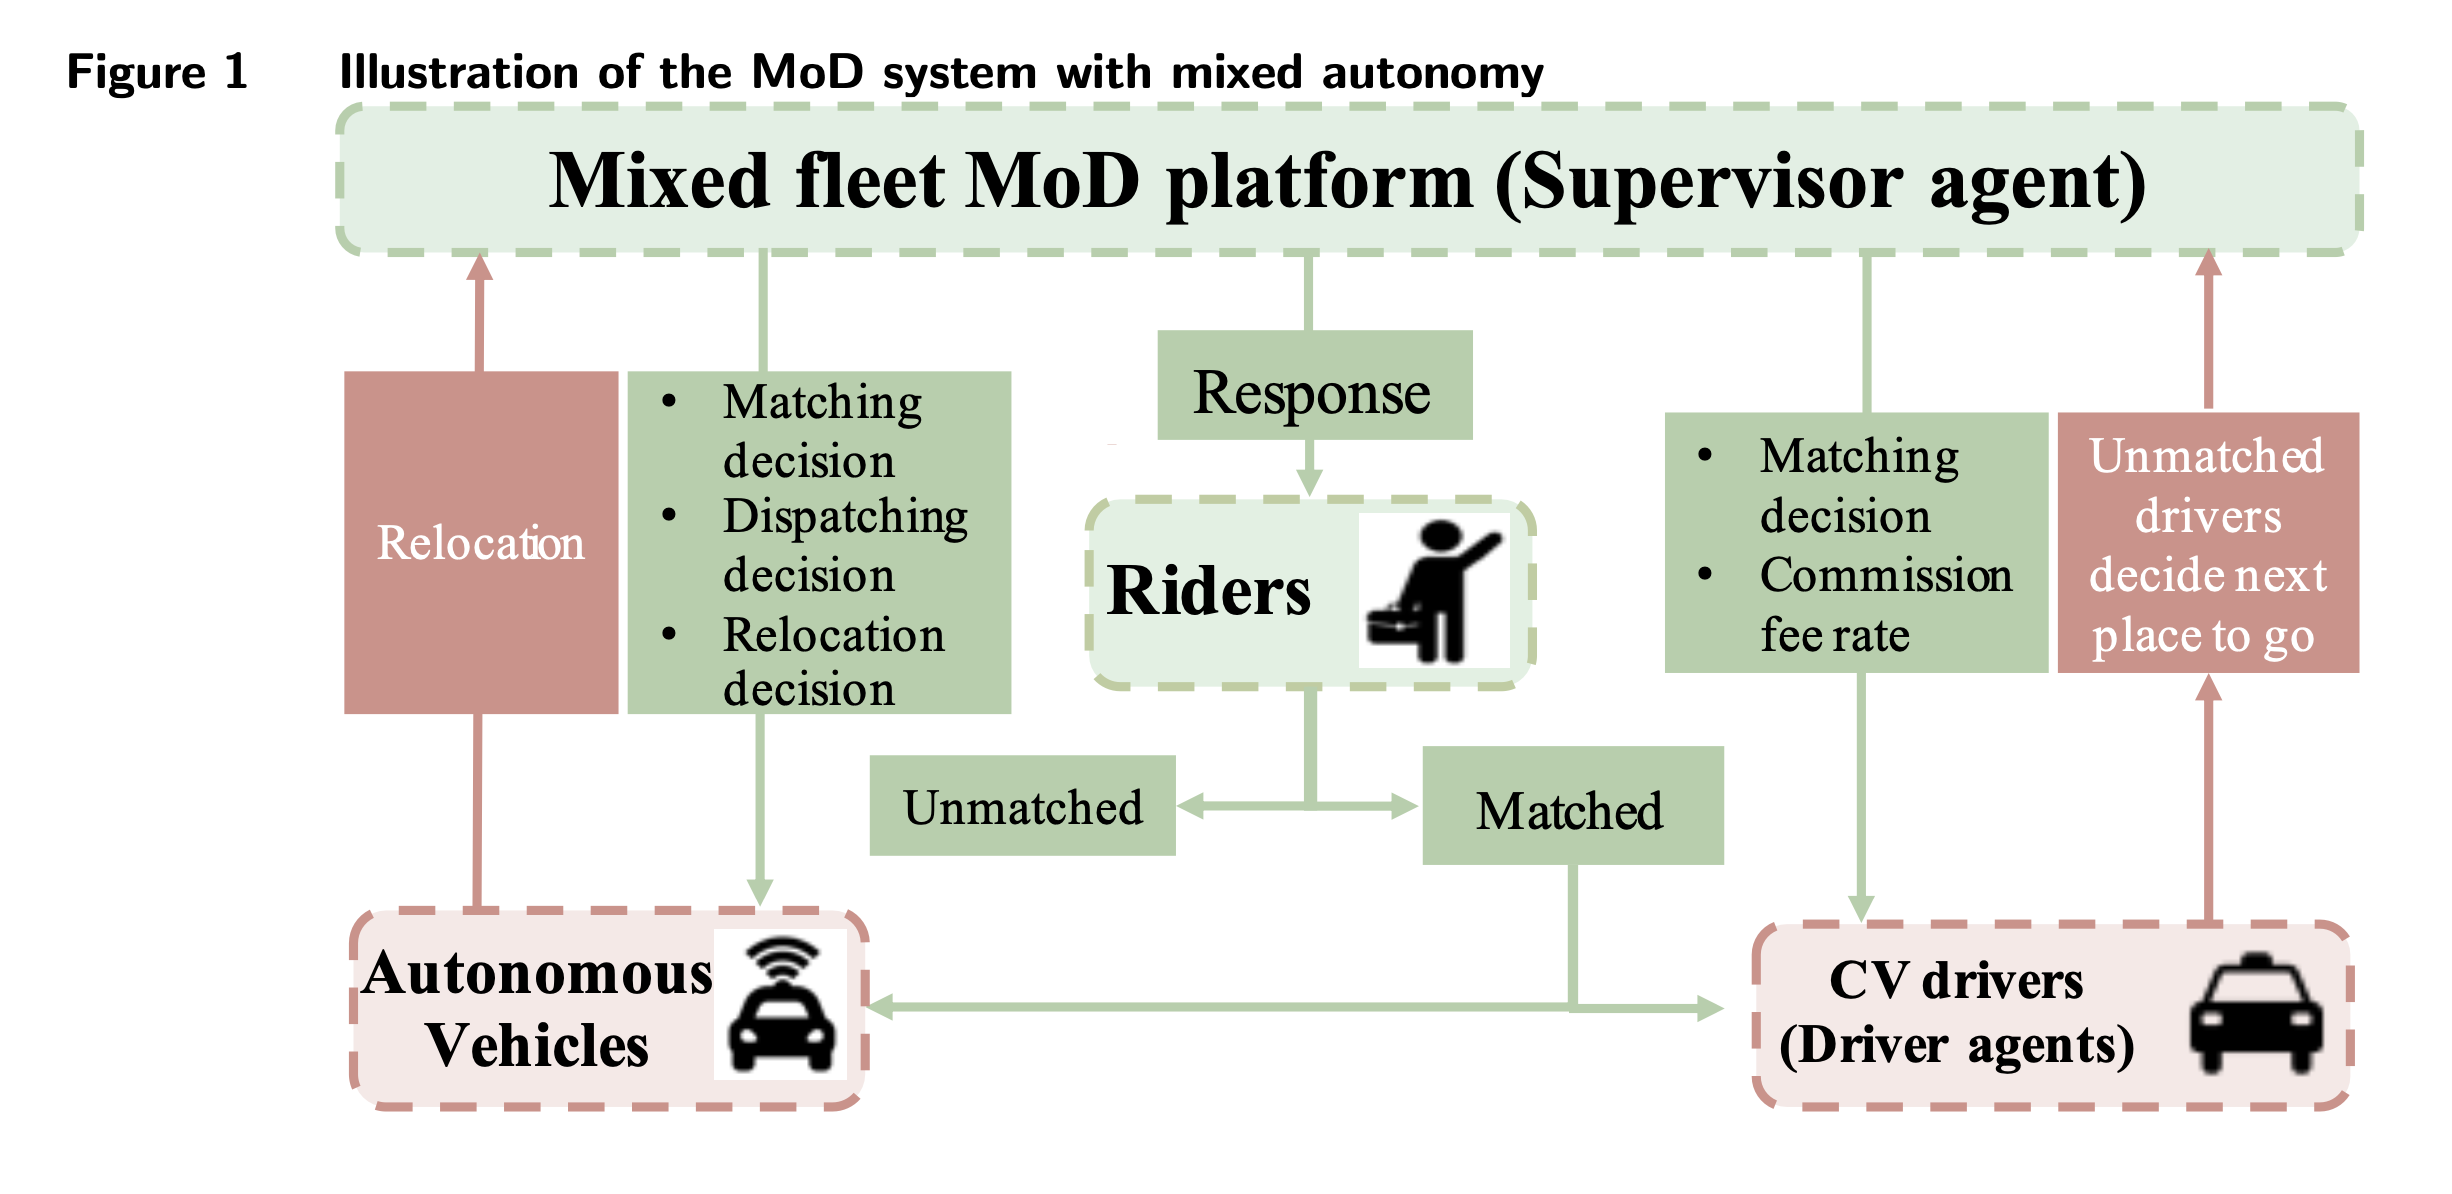 Figure 1 Illustration of the MoD system with mixed autonomy
Mixed fleet MoD platform (Supervisor agent)
Relocation
• Matching
decision
• Dispatching
decision
• Relocation
decision
Response
Riders
• Matching
decision
• Commission
fee rate
Unmatched
drivers
decide next
place to go
Unmatched
Matched
Autonomous
Vehicles
CV drivers
(Driver agents)